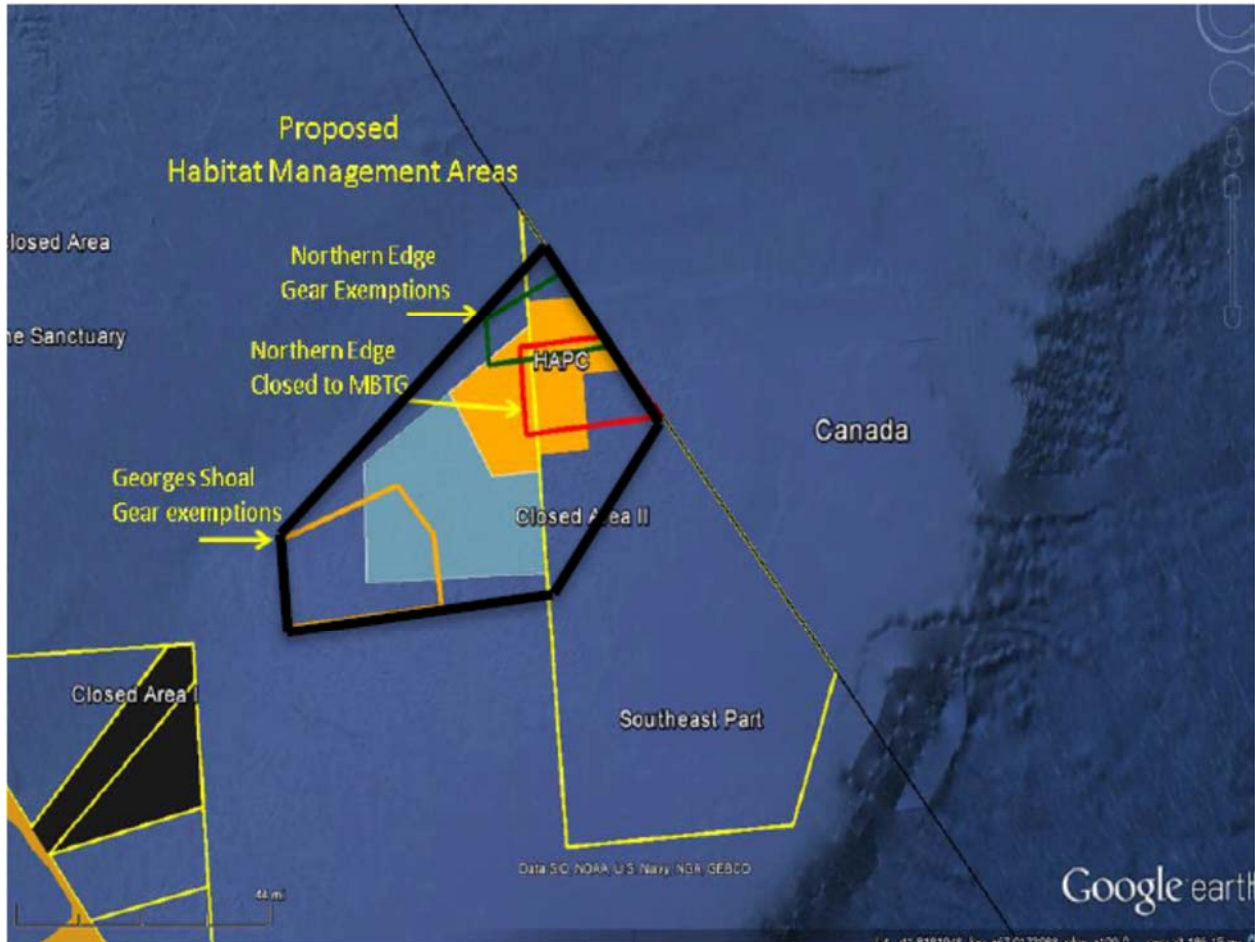 Proposed
Habitat Management Areas
losed Area
Northern Edge
Gear Exemptions
ne Sanctuary
Northern Edge
Closed to MBTG
HAPC
Canada
Georges Shoal
Gear exemptions
Closed Area II
Closed Area I
Southeast Part
Data SIO, NOAA, U.S. Navy, NGA, GEBCO
Google earth
44 mi